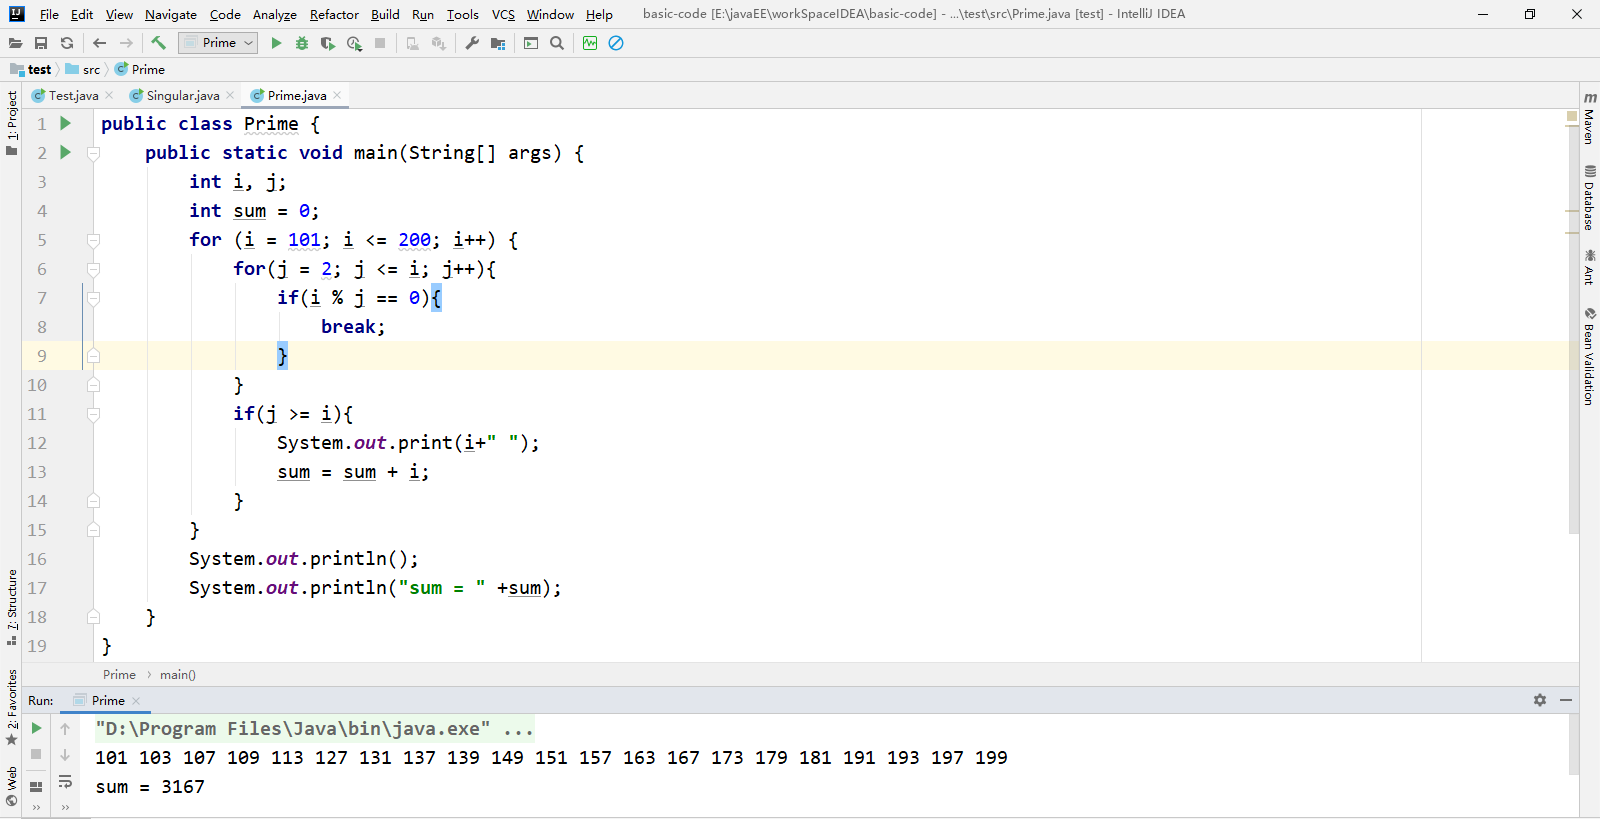 File Edit View Navigate Code Analyze Refactor Build Run Tools VCS Window Help basic-code [E:\javaEE\workSpaceIDEA\basic-code] - ...\test\src\Prime.java [test] - IntelliJ IDEA
Prime
test src Prime
Test.java Singular.java Prime.java
1 public class Prime {
2 public static void main(String[] args) {
3 int i, j;
4 int sum = 0;
5 for (i = 101; i <= 200; i++) {
6 for(j = 2; j <= i; j++){
7 if(i % j == 0){
8 break;
9 }
10 }
11 if(j >= i){
12 System.out.print(i+" ");
13 sum = sum + i;
14 }
15 }
16 System.out.println();
17 System.out.println("sum = " +sum);
18 }
19 }
Prime main()
Run: Prime
"D:\Program Files\Java\bin\java.exe" ...
101 103 107 109 113 127 131 137 139 149 151 157 163 167 173 179 181 191 193 197 199
sum = 3167
1: Project
7: Structure
2: Favorites
Web
Maven
Database
Ant
Bean Validation